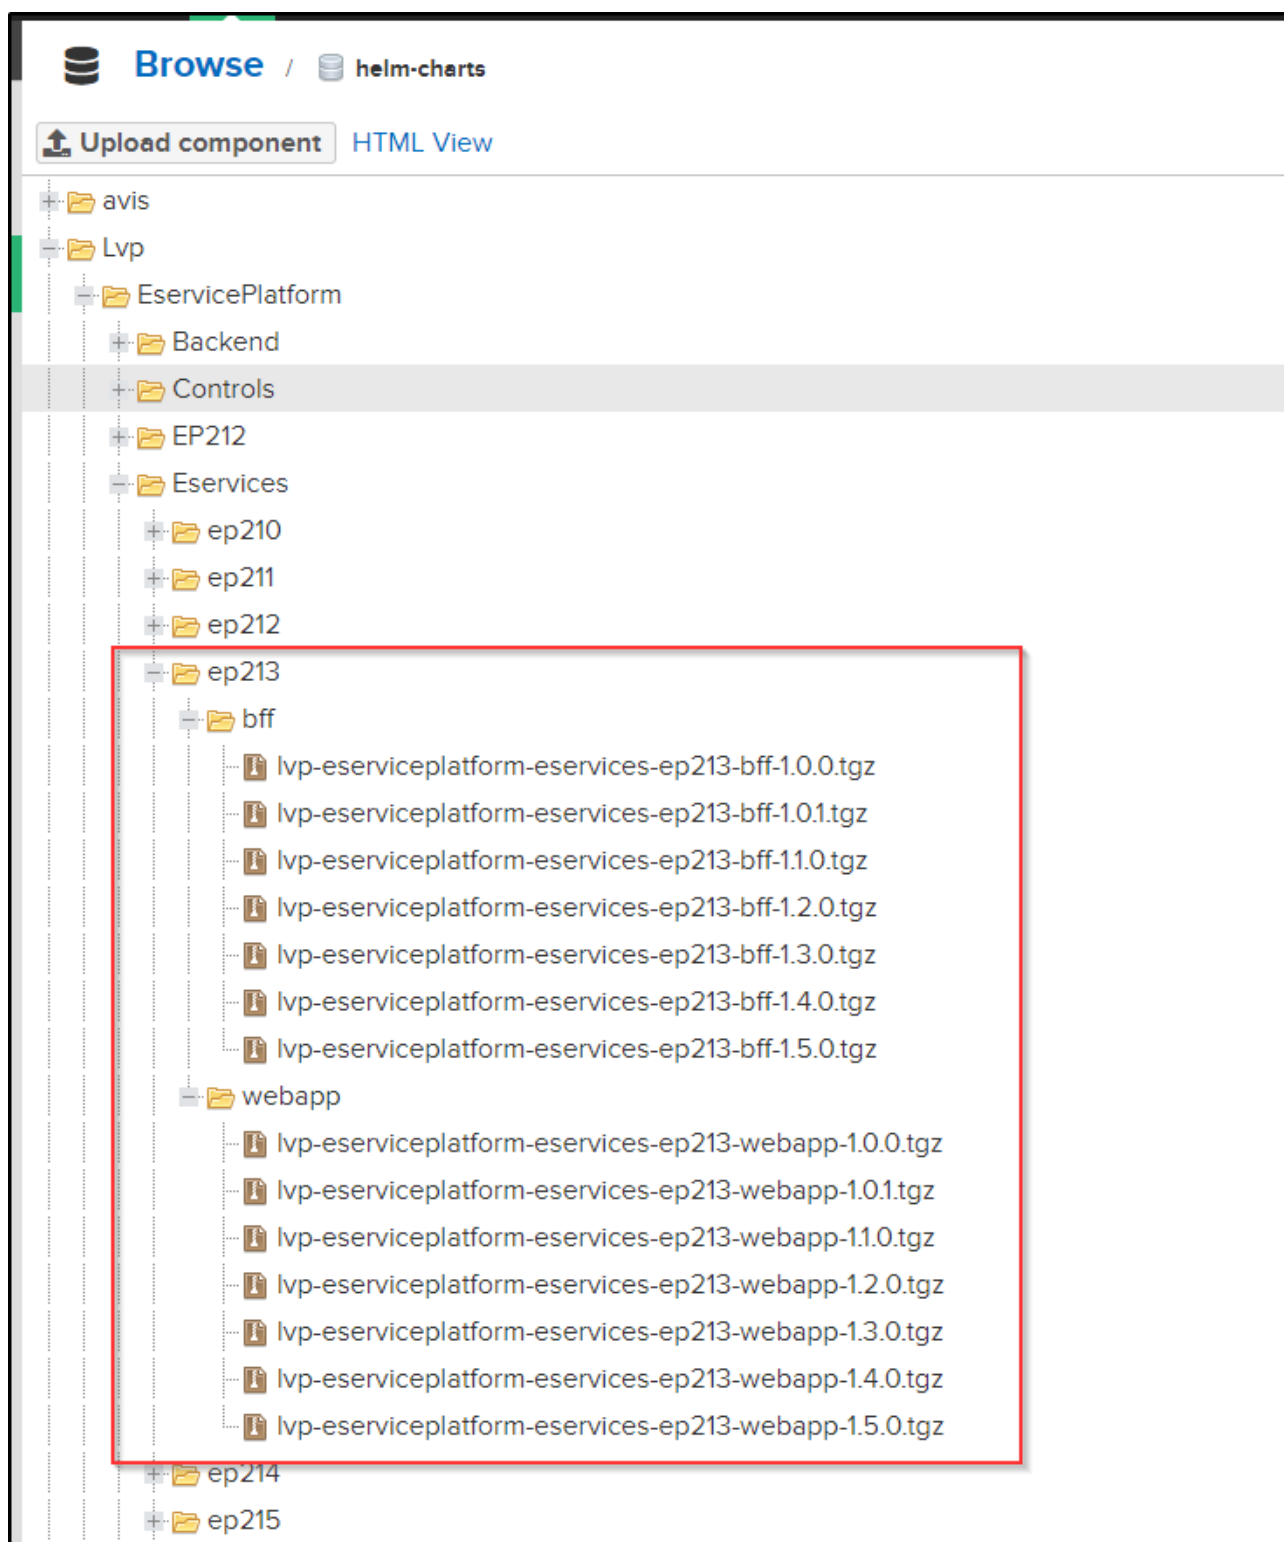 Browse / helm-charts
Upload component HTML View
avis
Lvp
EservicePlatform
Backend
Controls
EP212
Eservices
ep210
ep211
ep212
ep213
bff
lvp-eserviceplatform-eservices-ep213-bff-1.0.0.tgz
lvp-eserviceplatform-eservices-ep213-bff-1.0.1.tgz
lvp-eserviceplatform-eservices-ep213-bff-1.1.0.tgz
lvp-eserviceplatform-eservices-ep213-bff-1.2.0.tgz
lvp-eserviceplatform-eservices-ep213-bff-1.3.0.tgz
lvp-eserviceplatform-eservices-ep213-bff-1.4.0.tgz
lvp-eserviceplatform-eservices-ep213-bff-1.5.0.tgz
webapp
lvp-eserviceplatform-eservices-ep213-webapp-1.0.0.tgz
lvp-eserviceplatform-eservices-ep213-webapp-1.0.1.tgz
lvp-eserviceplatform-eservices-ep213-webapp-1.1.0.tgz
lvp-eserviceplatform-eservices-ep213-webapp-1.2.0.tgz
lvp-eserviceplatform-eservices-ep213-webapp-1.3.0.tgz
lvp-eserviceplatform-eservices-ep213-webapp-1.4.0.tgz
lvp-eserviceplatform-eservices-ep213-webapp-1.5.0.tgz
ep214
ep215